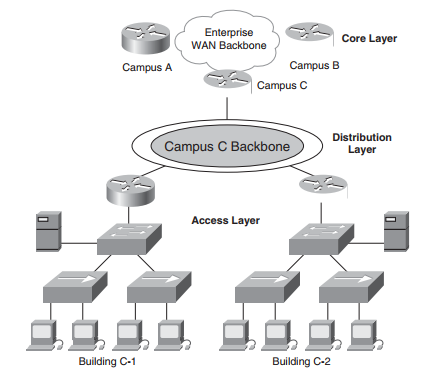 Enterprise
WAN Backbone
Core Layer
Campus A
Campus B
Campus C
Campus C Backbone
Distribution
Layer
Access Layer
Building C-1
Building C-2